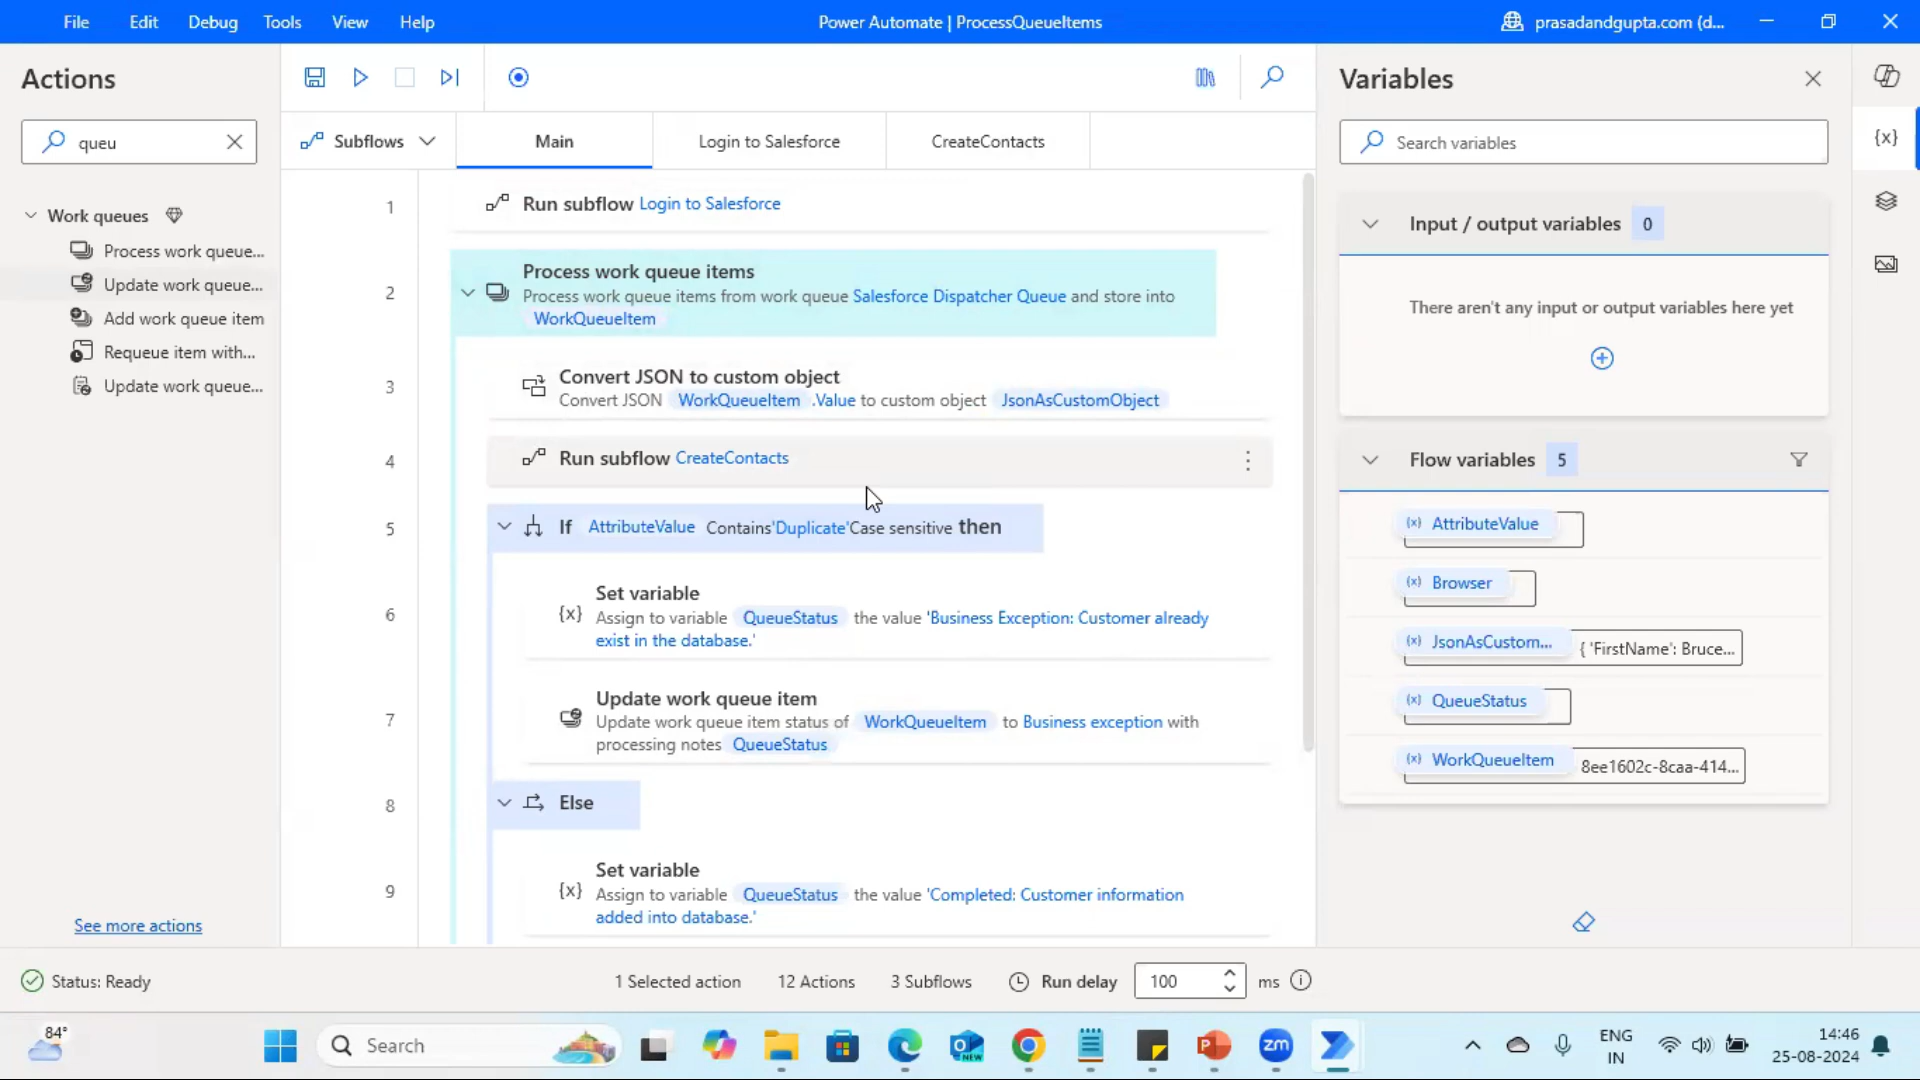 File Edit Debug Tools View Help
Power Automate | ProcessQueueItems
prasadandgupta.com (d...
Actions
queu
Work queues
Process work queue...
Update work queue...
Add work queue item
Requeue item with...
Update work queue...
See more actions
Subflows
Main
Login to Salesforce
CreateContacts
1
Run subflow Login to Salesforce
2
Process work queue items
Process work queue items from work queue Salesforce Dispatcher Queue and store into
WorkQueueItem
3
Convert JSON to custom object
Convert JSON WorkQueueItem .Value to custom object JsonAsCustomObject
4
Run subflow CreateContacts
5
If AttributeValue Contains'Duplicate'Case sensitive then
6
Set variable
{x}
Assign to variable QueueStatus the value 'Business Exception: Customer already
exist in the database.'
7
Update work queue item
Update work queue item status of WorkQueueItem to Business exception with
processing notes QueueStatus
8
Else
9
Set variable
{x}
Assign to variable QueueStatus the value 'Completed: Customer information
added into database.'
Variables
{x}
Search variables
Input / output variables 0
There aren't any input or output variables here yet
Flow variables 5
(x) AttributeValue
(x) Browser
(x) JsonAsCustom... { 'FirstName': Bruce...
(x) QueueStatus
(x) WorkQueueItem 8ee1602c-8caa-414...
Status: Ready
1 Selected action
12 Actions
3 Subflows
Run delay
100
ms
84°
Search
NEW
zm
ENG
IN
14:46
25-08-2024